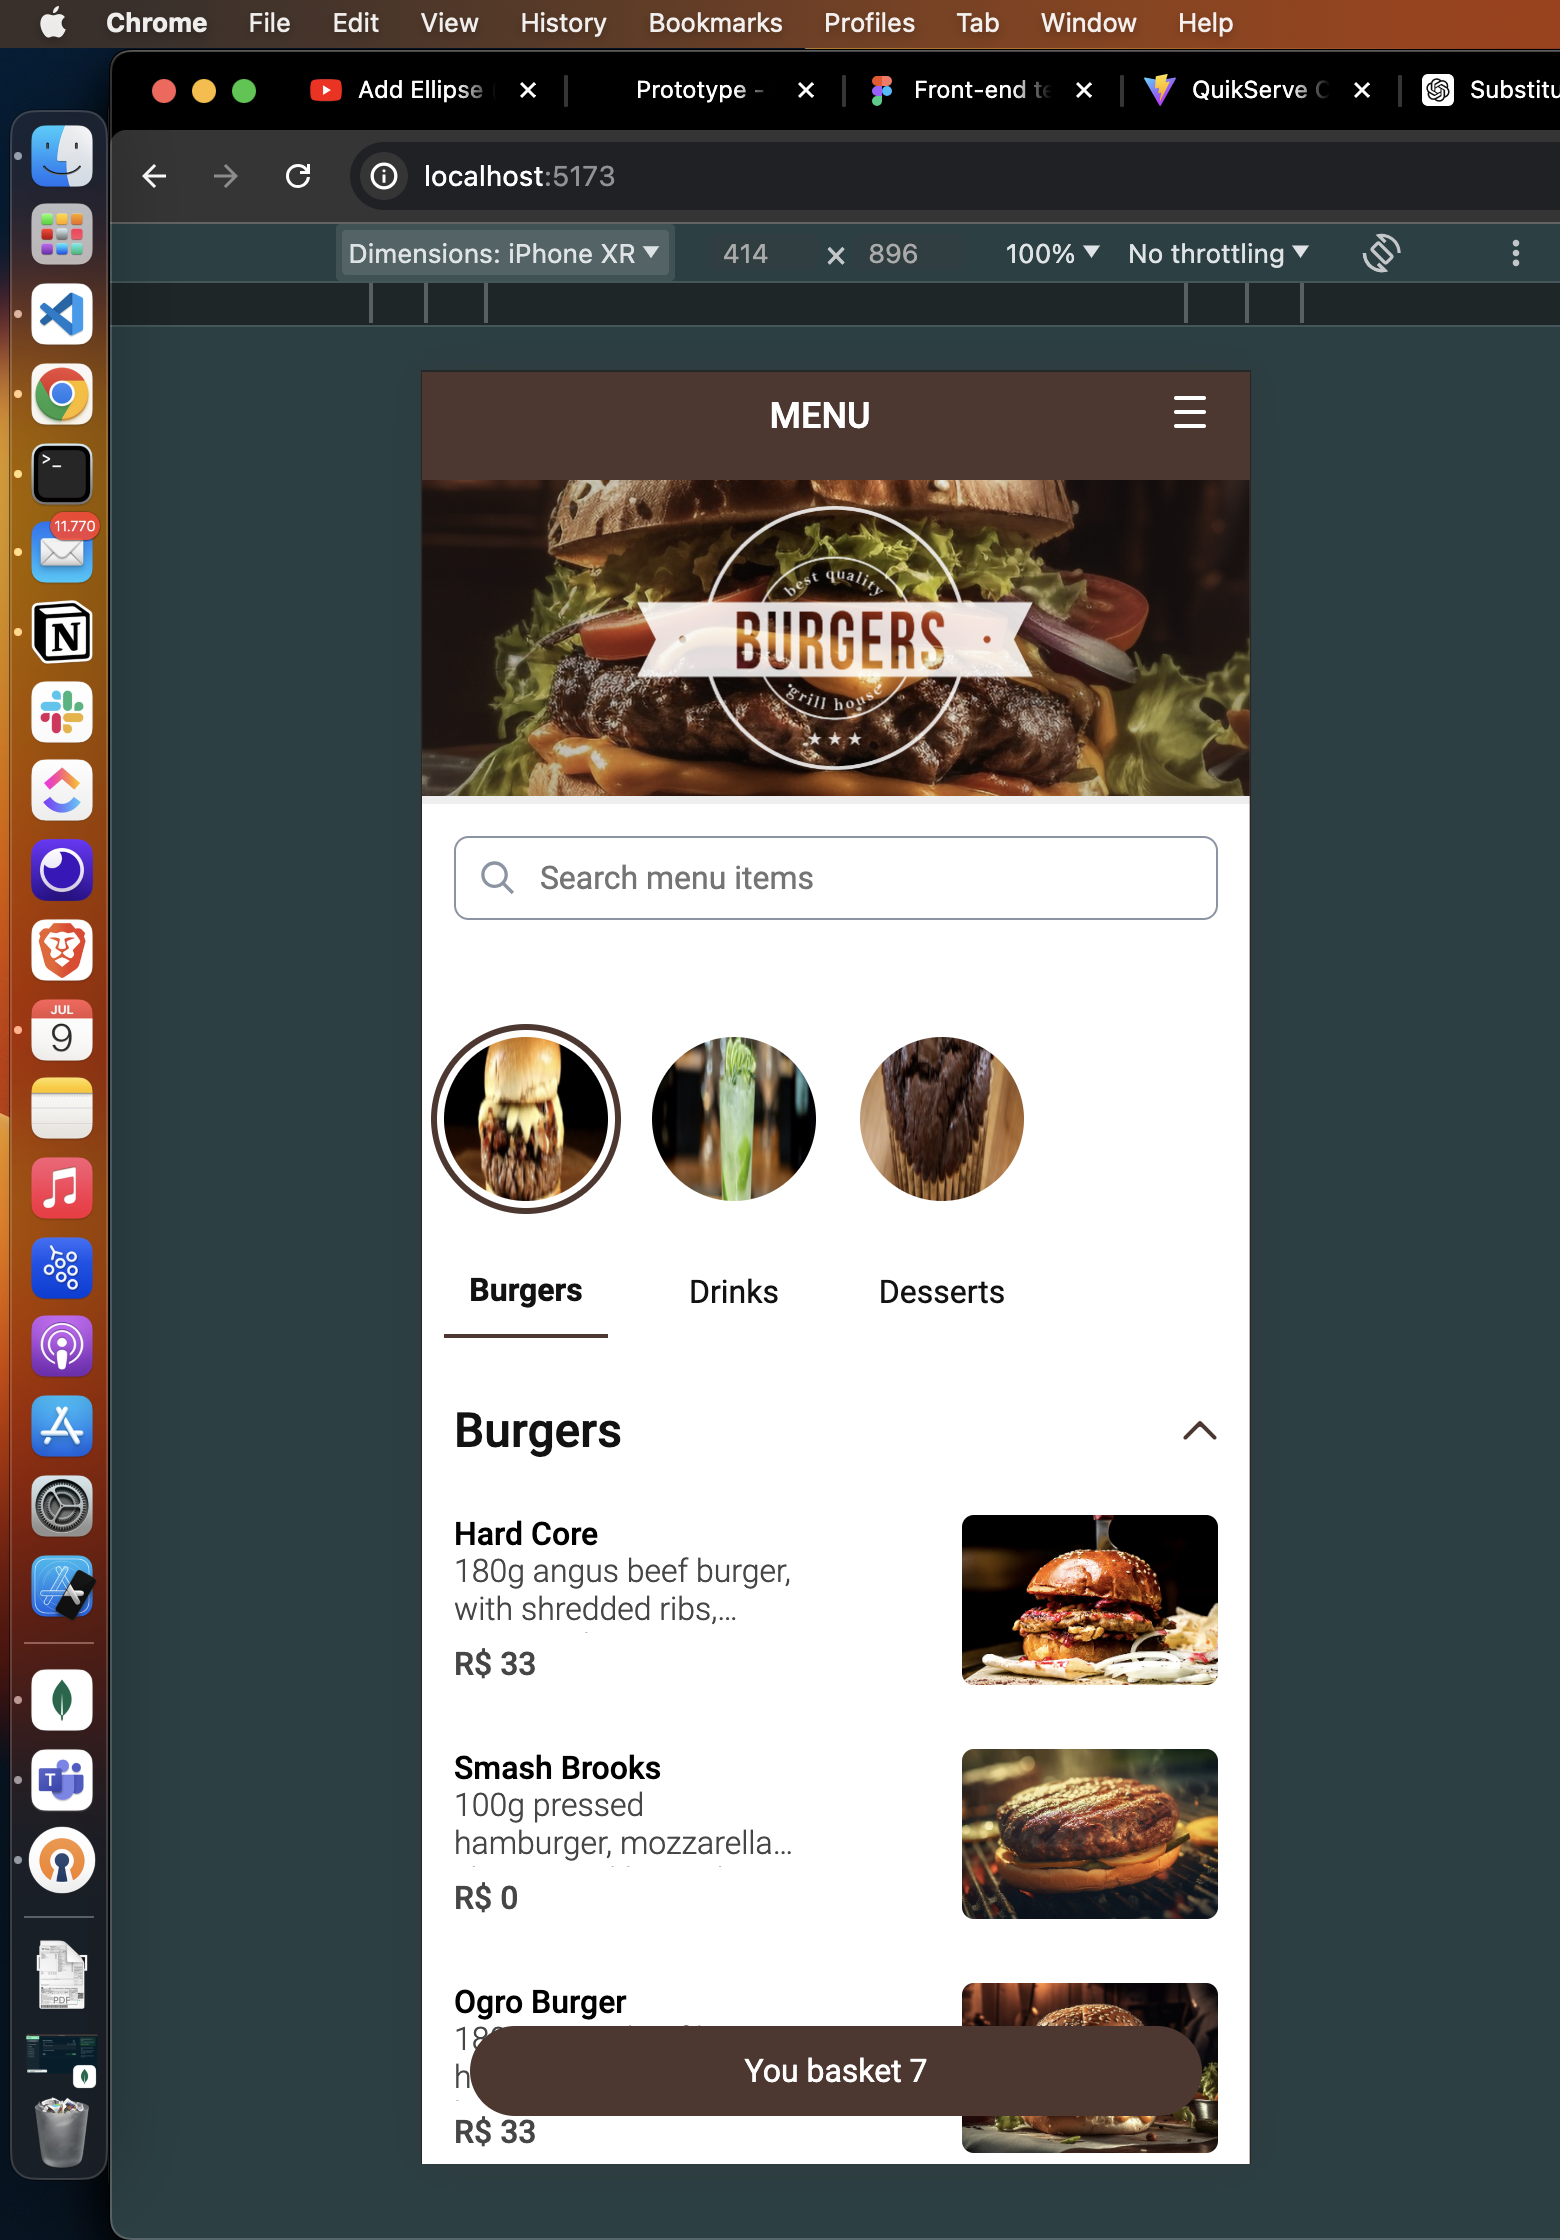 Chrome File Edit View History Bookmarks Profiles Tab Window Help
Add Ellipse
Prototype -
Front-end te
QuikServe C
Substitu
localhost:5173
Dimensions: iPhone XR 414 × 896 100% No throttling
MENU
best quality
BURGERS
grill house
Search menu items
Burgers Drinks Desserts
Burgers
Hard Core
180g angus beef burger,
with shredded ribs,...
R$ 33
Smash Brooks
100g pressed
hamburger, mozzarella...
R$ 0
Ogro Burger
18
h
You basket 7
R$ 33
11.770
N
JUL
9
T
PDF